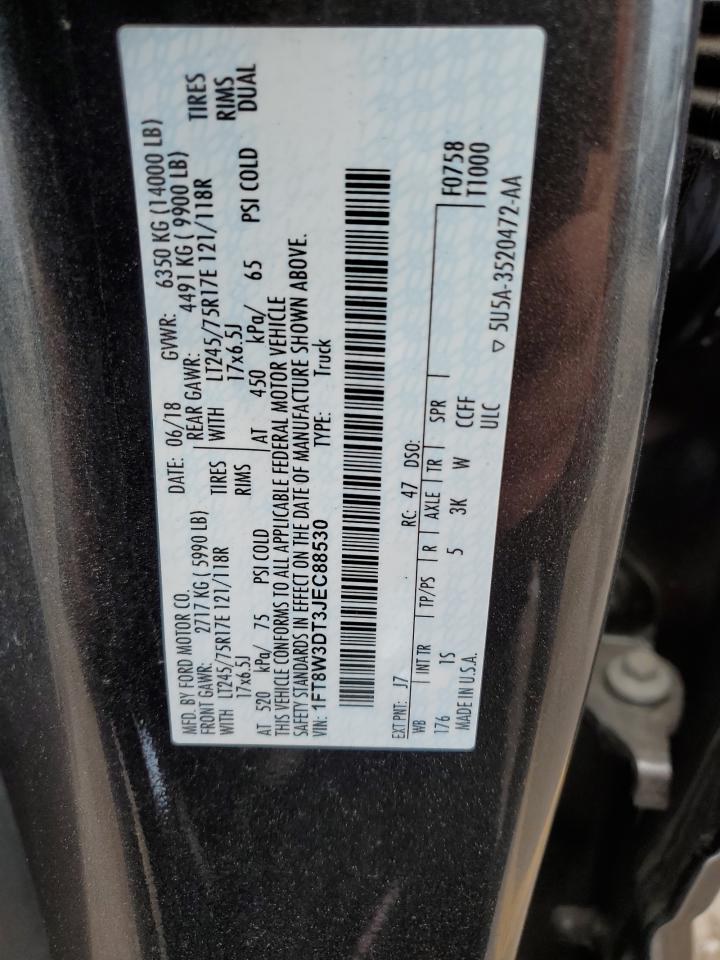 MFD. BY FORD MOTOR CO.
DATE: 06/18 GVWR: 6350 KG (14000 LB)
FRONT GAWR: 2717 KG ( 5990 LB) REAR GAWR: 4491 KG ( 9900 LB)
WITH LT245/75R17E 121/118R TIRES WITH LT245/75R17E 121/118R TIRES
17x6.5J RIMS 17x6.5J RIMS
AT 520 kPa/ 75 PSI COLD AT 450 kPa/ 65 PSI COLD DUAL
THIS VEHICLE CONFORMS TO ALL APPLICABLE FEDERAL MOTOR VEHICLE
SAFETY STANDARDS IN EFFECT ON THE DATE OF MANUFACTURE SHOWN ABOVE.
VIN: 1FT8W3DT3JEC88530 TYPE: Truck
EXT PNT: J7 RC: 47 DSO:
WB INT TR TP/PS R AXLE TR SPR F0758
176 1S 5 3K W CCFF T1000
MADE IN U.S.A. ULC
▽ 5U5A-3520472-AA